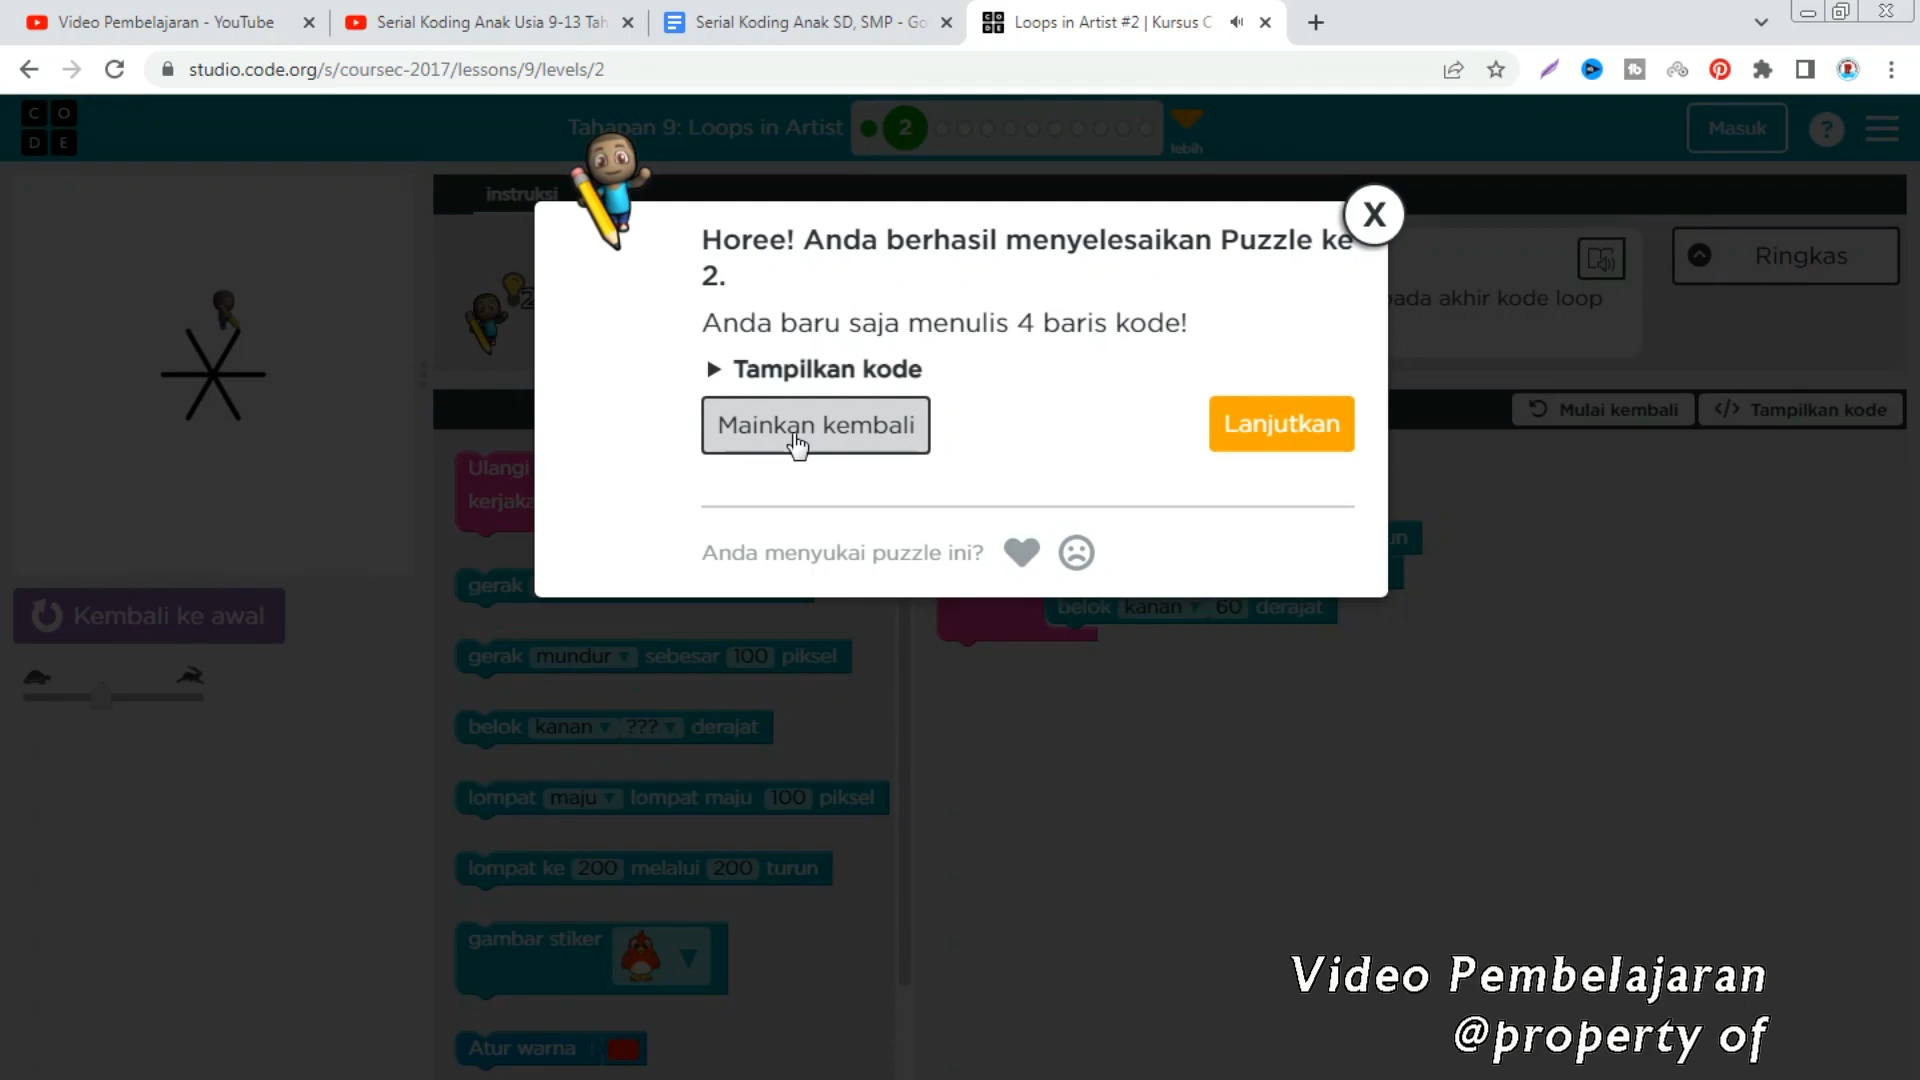 Video Pembelajaran - YouTube
Serial Koding Anak Usia 9-13 Tah
Serial Koding Anak SD, SMP - Go
Loops in Artist #2 | Kursus C
studio.code.org/s/coursec-2017/lessons/9/levels/2
C O
D E
Tahapan 9: Loops in Artist
2
lebih
Masuk
?
instruksi
X
Horee! Anda berhasil menyelesaikan Puzzle ke
2.
Anda baru saja menulis 4 baris kode!
Tampilkan kode
Mainkan kembali
Lanjutkan
Anda menyukai puzzle ini?
2
Ringkas
pada akhir kode loop
Mulai kembali
</> Tampilkan kode
Ulangi
Kembali ke awal
gerak
gerak mundur sebesar 100 piksel
belok kanan ??? derajat
lompat maju lompat maju 100 piksel
lompat ke 200 melalui 200 turun
gambar stiker
Atur warna
belok kanan 60 derajat
Video Pembelajaran
@property of